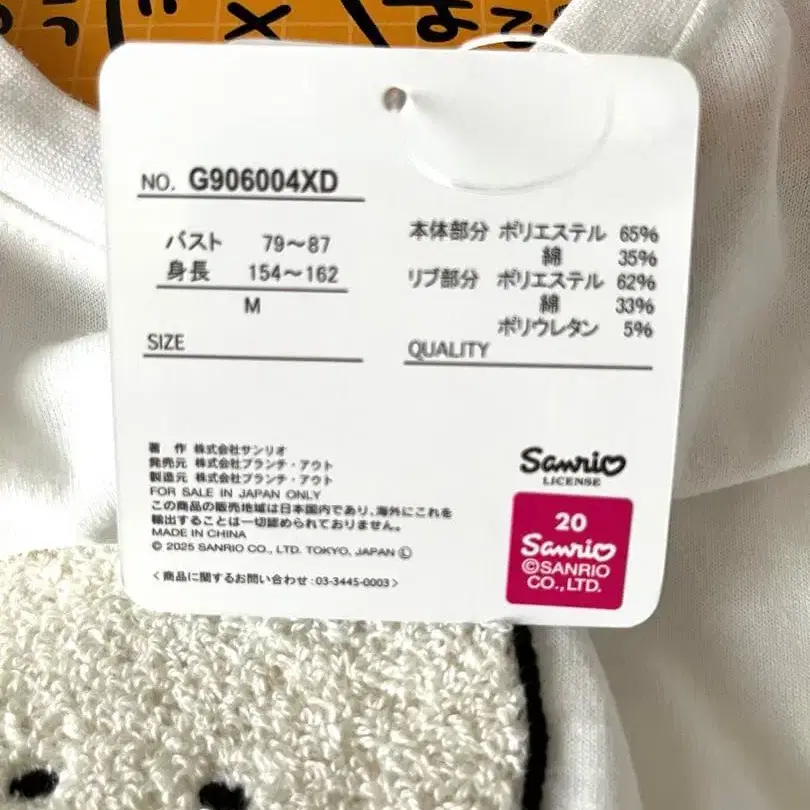 NO. G906004XD
バスト 79～87
身長 154～162
M
SIZE
本体部分 ポリエステル 65%
綿 35%
リブ部分 ポリエステル 62%
綿 33%
ポリウレタン 5%
QUALITY
著 作 株式会社サンリオ
発売元 株式会社ブランチ・アウト
製造元 株式会社ブランチ・アウト
FOR SALE IN JAPAN ONLY
この商品の販売地域は日本国内であり、海外にこれを
輸出することは一切認められておりません。
MADE IN CHINA
© 2025 SANRIO CO., LTD. TOKYO, JAPAN Ⓛ
<商品に関するお問い合わせ:03-3445-0003>
Sanrio
LICENSE
20
Sanrio
©SANRIO
CO.,LTD.